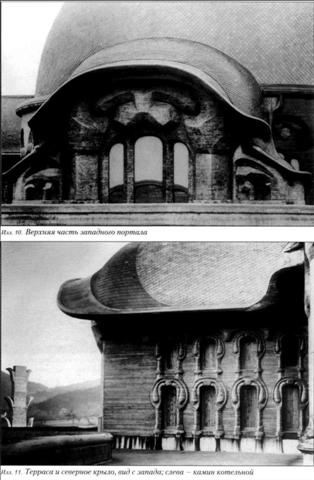 Илл. 10. Верхняя часть западного портала
Илл. 11. Терраса и северное крыло, вид с запада; слева – камин котельной